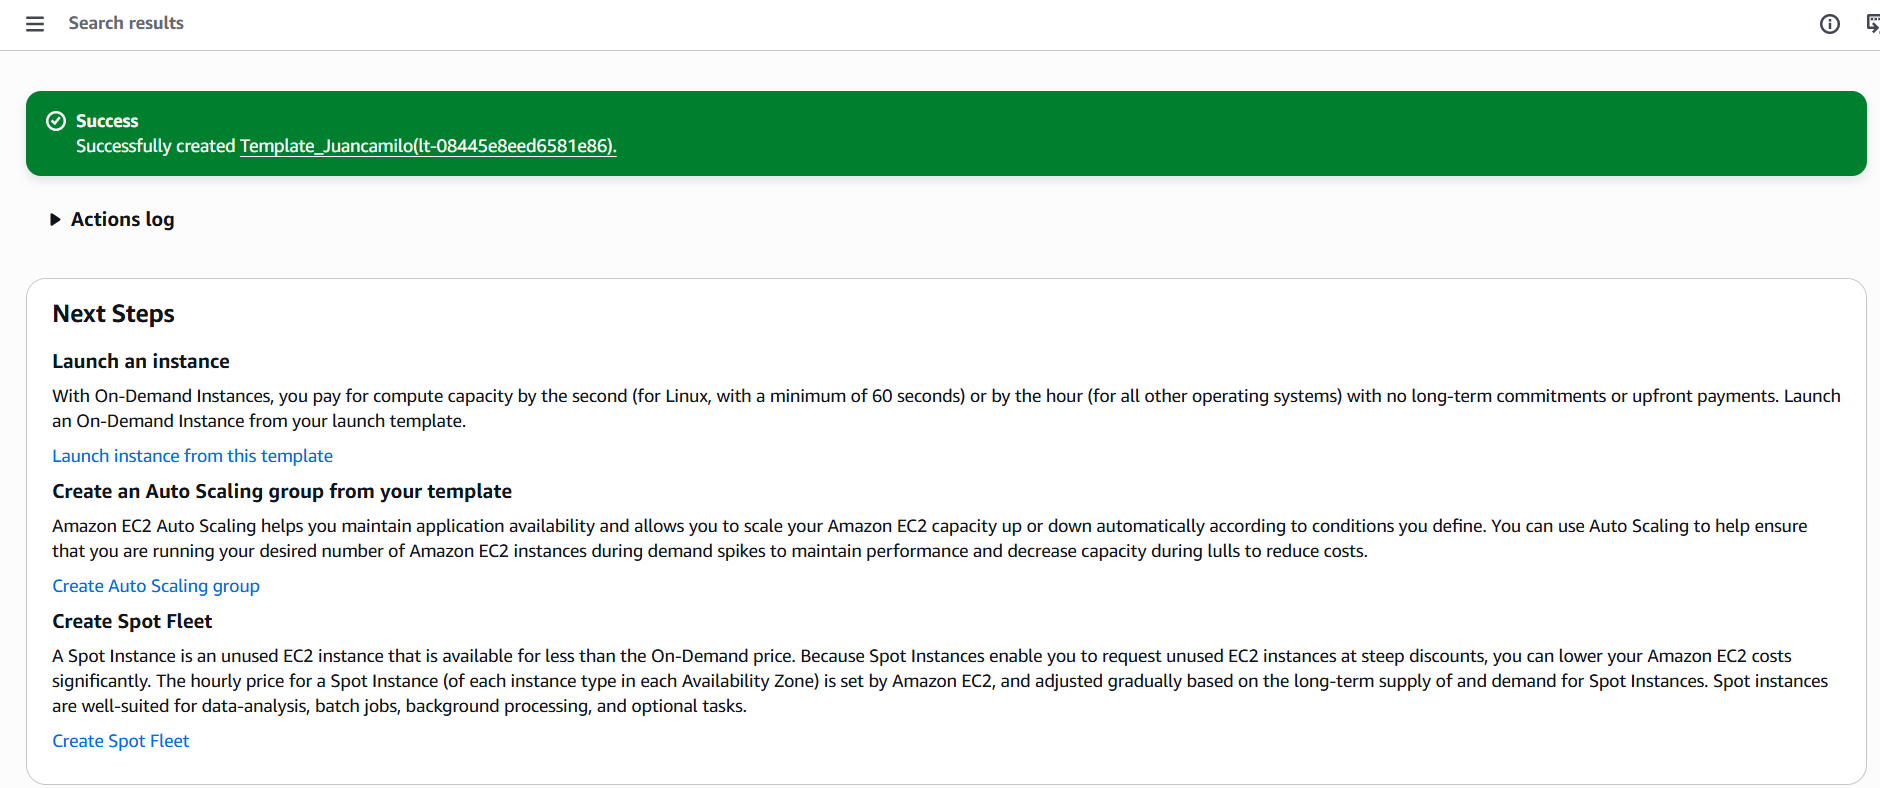 Search results
Success
Successfully created Template_Juancamilo(lt-08445e8eed6581e86).
Actions log
Next Steps
Launch an instance
With On-Demand Instances, you pay for compute capacity by the second (for Linux, with a minimum of 60 seconds) or by the hour (for all other operating systems) with no long-term commitments or upfront payments. Launch
an On-Demand Instance from your launch template.
Launch instance from this template
Create an Auto Scaling group from your template
Amazon EC2 Auto Scaling helps you maintain application availability and allows you to scale your Amazon EC2 capacity up or down automatically according to conditions you define. You can use Auto Scaling to help ensure
that you are running your desired number of Amazon EC2 instances during demand spikes to maintain performance and decrease capacity during lulls to reduce costs.
Create Auto Scaling group
Create Spot Fleet
A Spot Instance is an unused EC2 instance that is available for less than the On-Demand price. Because Spot Instances enable you to request unused EC2 instances at steep discounts, you can lower your Amazon EC2 costs
significantly. The hourly price for a Spot Instance (of each instance type in each Availability Zone) is set by Amazon EC2, and adjusted gradually based on the long-term supply of and demand for Spot Instances. Spot instances
are well-suited for data-analysis, batch jobs, background processing, and optional tasks.
Create Spot Fleet